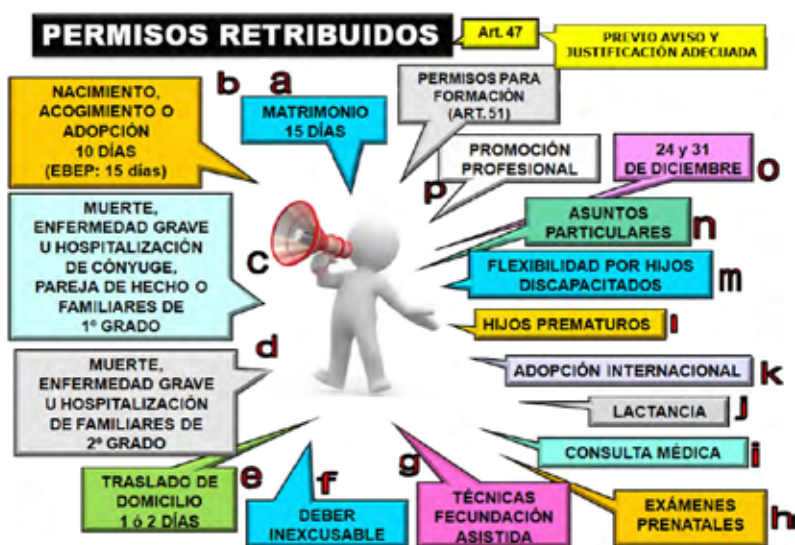 PERMISOS RETRIBUIDOS
Art. 47
PREVIO AVISO Y
JUSTIFICACIÓN ADECUADA
b
NACIMIENTO,
ACOGIMIENTO O
ADOPCIÓN
10 DÍAS
(EBEP: 15 días)
a
MATRIMONIO
15 DÍAS
PERMISOS PARA
FORMACIÓN
(ART. 51)
PROMOCIÓN
PROFESIONAL
p
24 y 31
DE DICIEMBRE
o
ASUNTOS
PARTICULARES
n
FLEXIBILIDAD POR HIJOS
DISCAPACITADOS
m
HIJOS PREMATUROS
l
ADOPCIÓN INTERNACIONAL
k
LACTANCIA
j
CONSULTA MÉDICA
i
EXÁMENES
PRENATALES
h
g
TÉCNICAS
FECUNDACIÓN
ASISTIDA
f
DEBER
INEXCUSABLE
e
TRASLADO DE
DOMICILIO
1 ó 2 DÍAS
d
MUERTE,
ENFERMEDAD GRAVE
U HOSPITALIZACIÓN
DE FAMILIARES DE
2º GRADO
c
MUERTE,
ENFERMEDAD GRAVE
U HOSPITALIZACIÓN
DE CÓNYUGE,
PAREJA DE HECHO O
FAMILIARES DE
1º GRADO